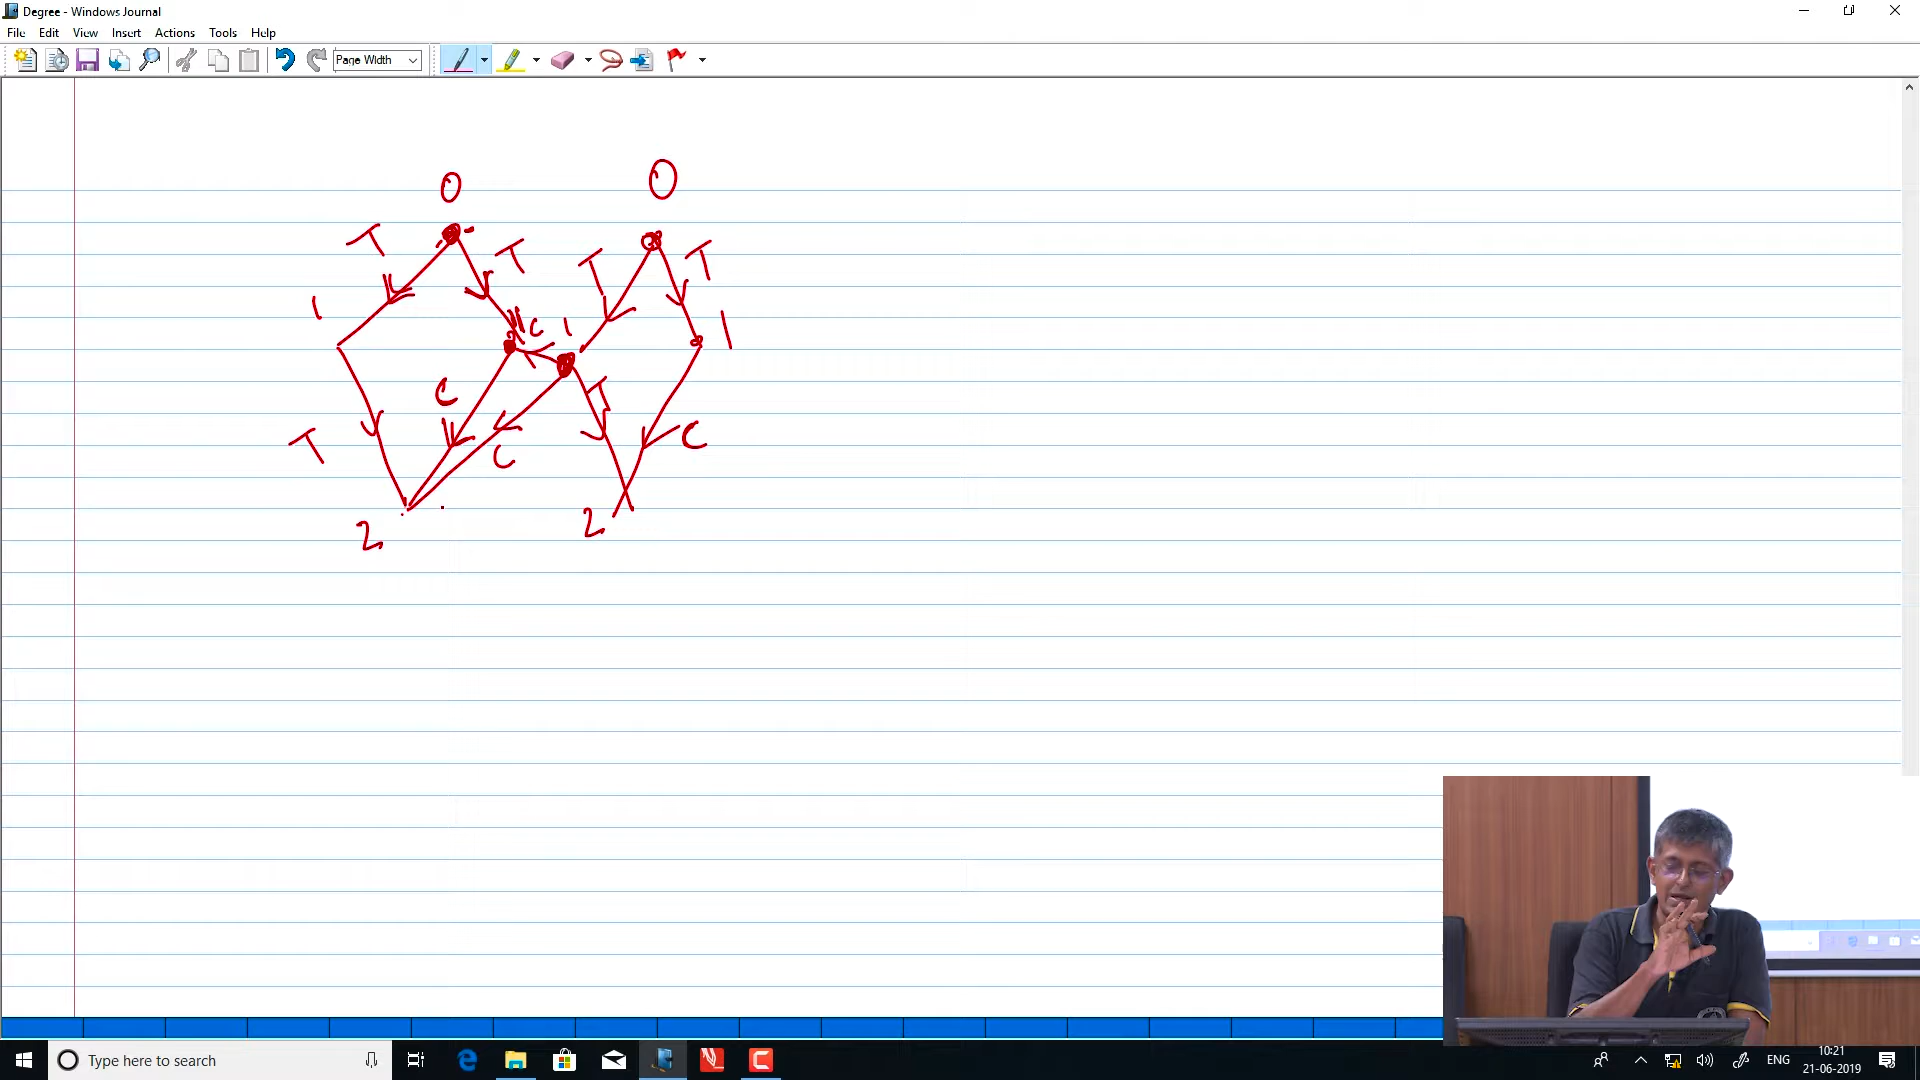 Degree - Windows Journal
File Edit View Insert Actions Tools Help
Page Width
0 0
T T T T
1 1 C 1 1
C T
T C C
2 2
Type here to search
ENG 10:21
21-06-2019